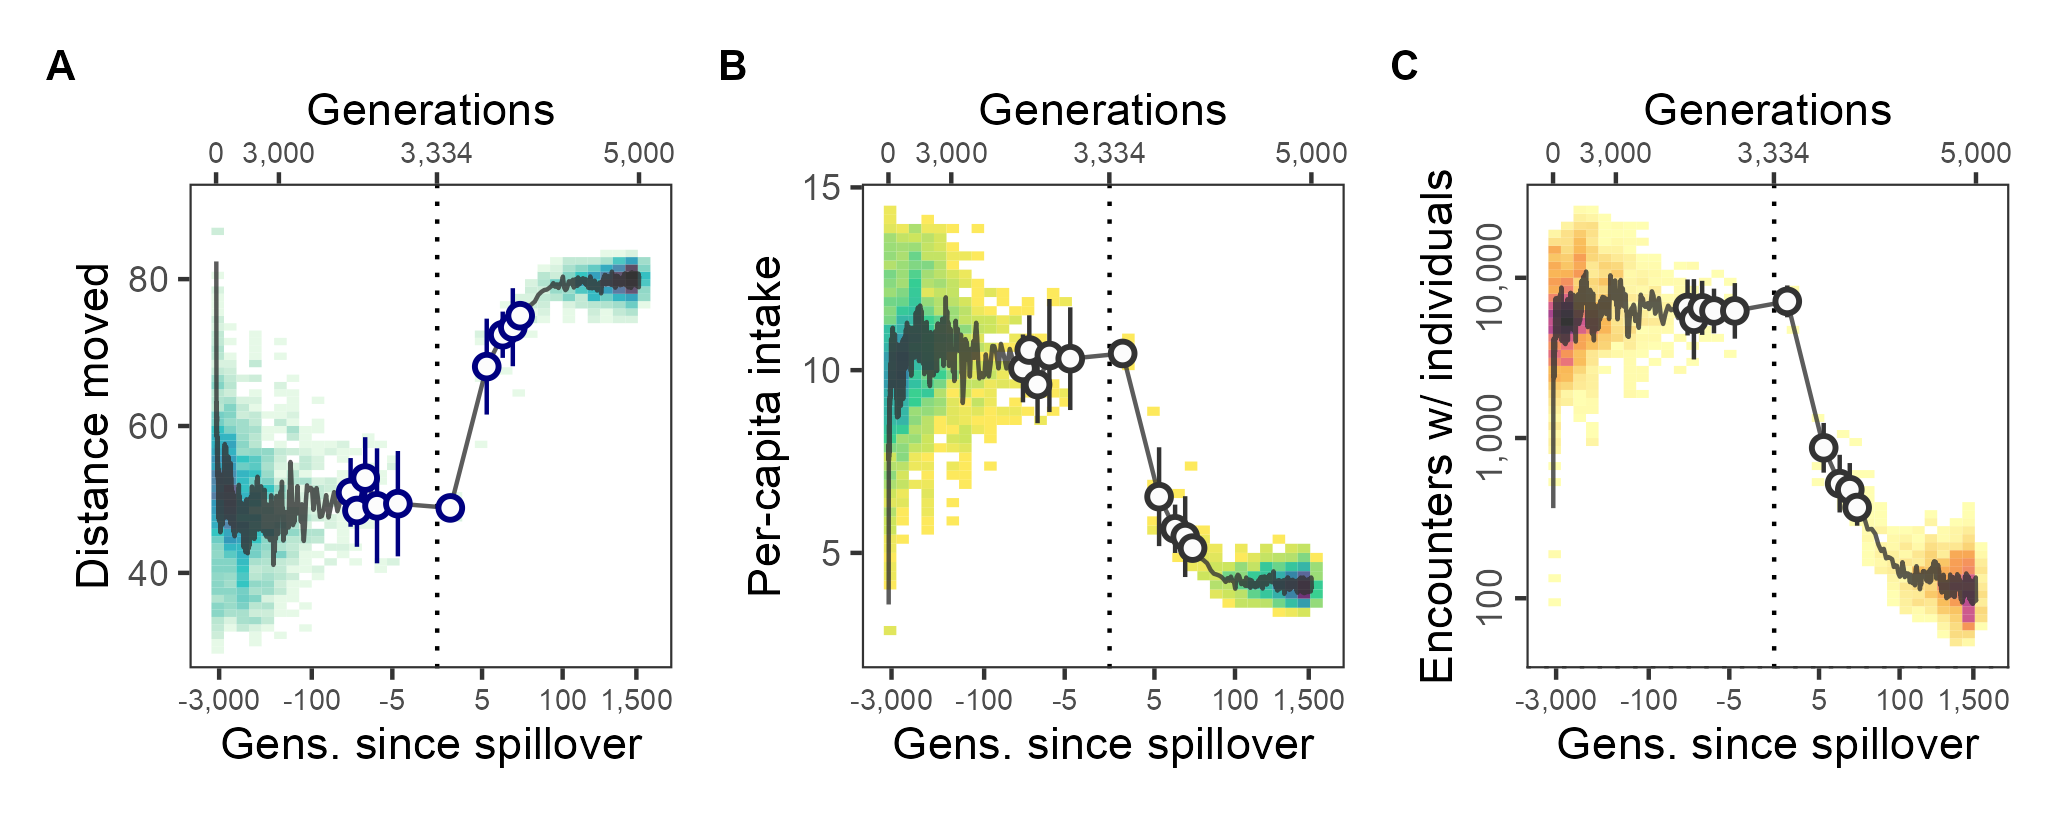 A
Generations
0 3,000 3,334 5,000
Distance moved
80
60
40
-3,000 -100 -5 5 100 1,500
Gens. since spillover
B
Generations
0 3,000 3,334 5,000
Per-capita intake
15
10
5
-3,000 -100 -5 5 100 1,500
Gens. since spillover
C
Generations
0 3,000 3,334 5,000
Encounters w/ individuals
10,000
1,000
100
-3,000 -100 -5 5 100 1,500
Gens. since spillover